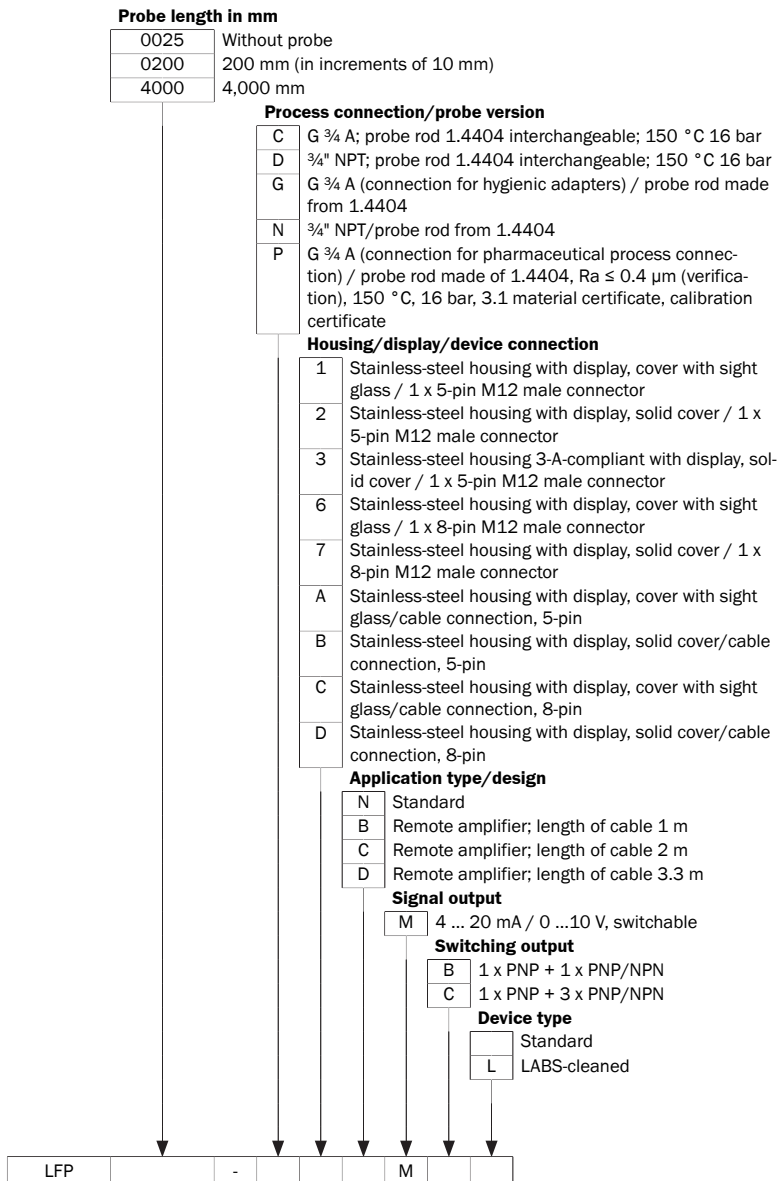 Probe length in mm
0025 Without probe
0200 200 mm (in increments of 10 mm)
4000 4,000 mm
Process connection/probe version
C G ¾ A; probe rod 1.4404 interchangeable; 150 °C 16 bar
D ¾" NPT; probe rod 1.4404 interchangeable; 150 °C 16 bar
G G ¾ A (connection for hygienic adapters) / probe rod made
from 1.4404
N ¾" NPT/probe rod from 1.4404
P G ¾ A (connection for pharmaceutical process connec-
tion) / probe rod made of 1.4404, Ra ≤ 0.4 µm (verifica-
tion), 150 °C, 16 bar, 3.1 material certificate, calibration
certificate
Housing/display/device connection
1 Stainless-steel housing with display, cover with sight
glass / 1 x 5-pin M12 male connector
2 Stainless-steel housing with display, solid cover / 1 x
5-pin M12 male connector
3 Stainless-steel housing 3-A-compliant with display, sol-
id cover / 1 x 5-pin M12 male connector
6 Stainless-steel housing with display, cover with sight
glass / 1 x 8-pin M12 male connector
7 Stainless-steel housing with display, solid cover / 1 x
8-pin M12 male connector
A Stainless-steel housing with display, cover with sight
glass/cable connection, 5-pin
B Stainless-steel housing with display, solid cover/cable
connection, 5-pin
C Stainless-steel housing with display, cover with sight
glass/cable connection, 8-pin
D Stainless-steel housing with display, solid cover/cable
connection, 8-pin
Application type/design
N Standard
B Remote amplifier; length of cable 1 m
C Remote amplifier; length of cable 2 m
D Remote amplifier; length of cable 3.3 m
Signal output
M 4 ... 20 mA / 0 ...10 V, switchable
Switching output
B 1 x PNP + 1 x PNP/NPN
C 1 x PNP + 3 x PNP/NPN
Device type
Standard
L LABS-cleaned
LFP - M